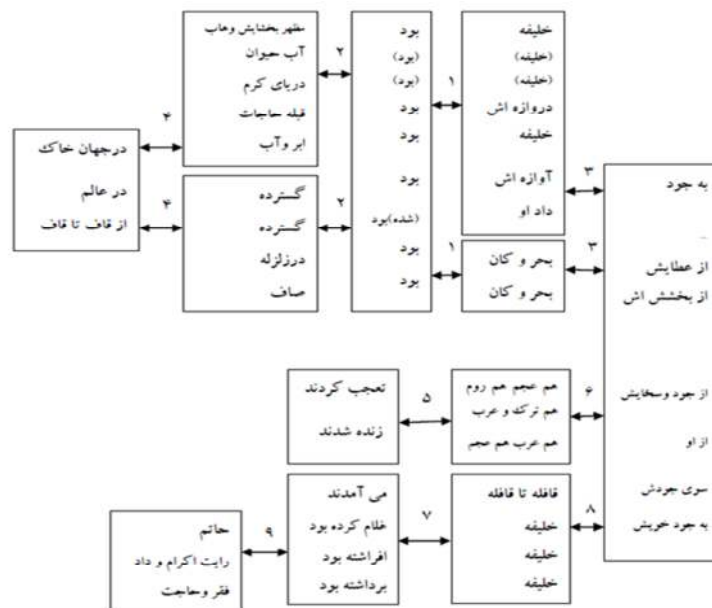 خلیفه
(خلیفه)
(خلیفه)
دروازه اش
خلیفه
آوازه اش
داد او
بود
(بود)
(بود)
بود
بود
بود
(شده)بود
بود
بود
مظهر بخشایش وهاب
آب حیوان
دریای کرم
قبله حاجات
ابر وآب
درجهان خاک
در عالم
از قاف تا قاف
گسترده
گسترده
درزلزله
صاف
بحر و کان
بحر و کان
به جود
_
از عطایش
از بخشش اش
از جود وسخایش
از او
سوی جودش
به جود خویش
هم عجم هم روم
هم ترک و عرب
هم عرب هم عجم
تعجب کردند
زنده شدند
قافله تا قافله
خلیفه
خلیفه
خلیفه
می آمدند
غلام کرده بود
افراشته بود
برداشته بود
حاتم
رایت اکرام و داد
فقر وحاجت
۱
۲
۳
۴
۴
۲
۱
۳
۵
۶
۷
۸
۹